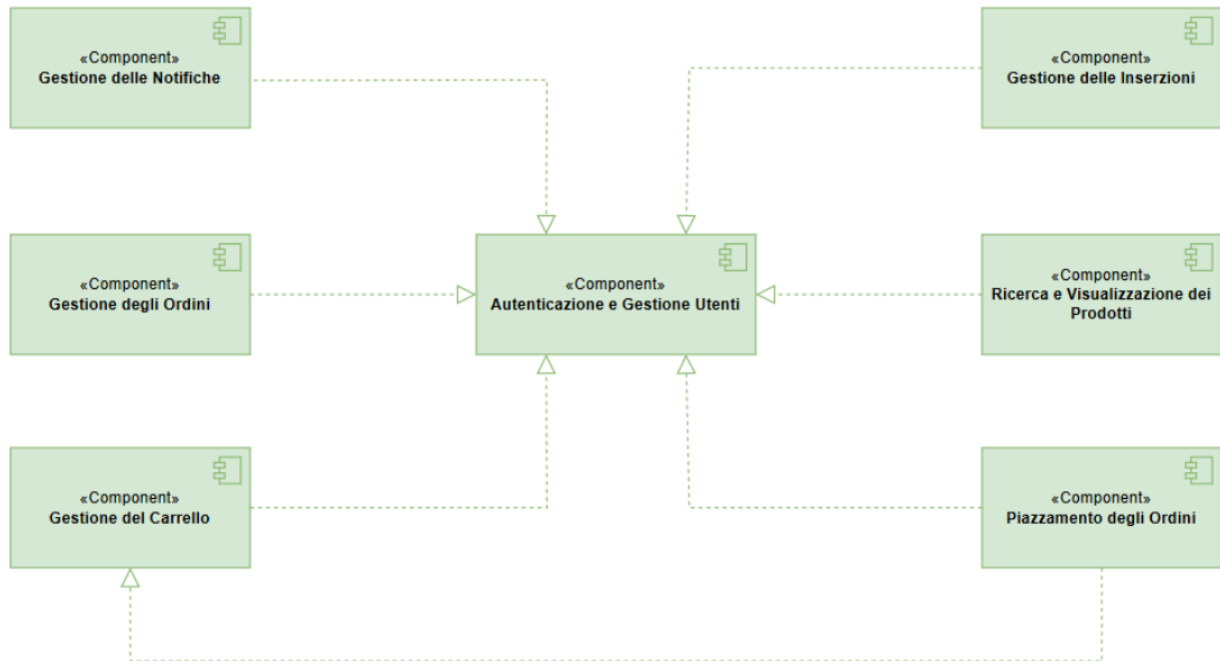 «Component»
Gestione delle Notifiche
«Component»
Gestione delle Inserzioni
«Component»
Gestione degli Ordini
«Component»
Autenticazione e Gestione Utenti
«Component»
Ricerca e Visualizzazione dei
Prodotti
«Component»
Gestione del Carrello
«Component»
Piazzamento degli Ordini